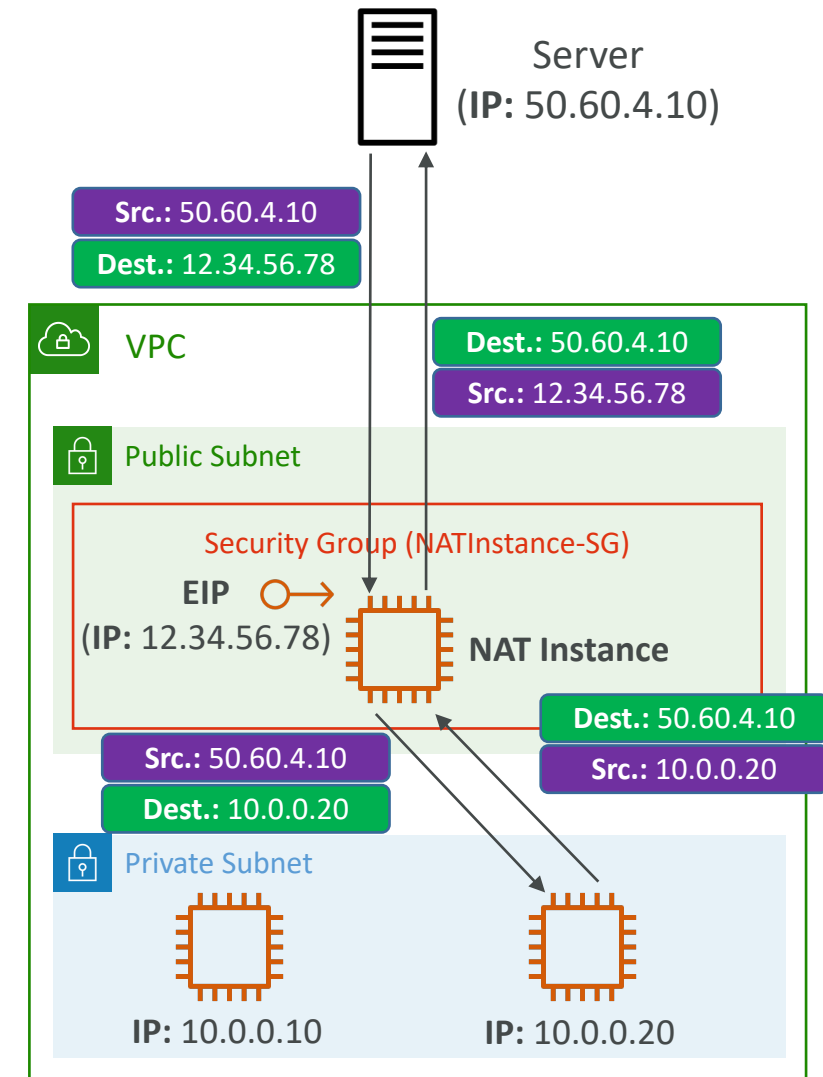 Server
(IP: 50.60.4.10)
Src.: 50.60.4.10
Dest.: 12.34.56.78
VPC
Dest.: 50.60.4.10
Src.: 12.34.56.78
Public Subnet
Security Group (NATInstance-SG)
EIP
(IP: 12.34.56.78)
NAT Instance
Dest.: 50.60.4.10
Src.: 10.0.0.20
Src.: 50.60.4.10
Dest.: 10.0.0.20
Private Subnet
IP: 10.0.0.10
IP: 10.0.0.20